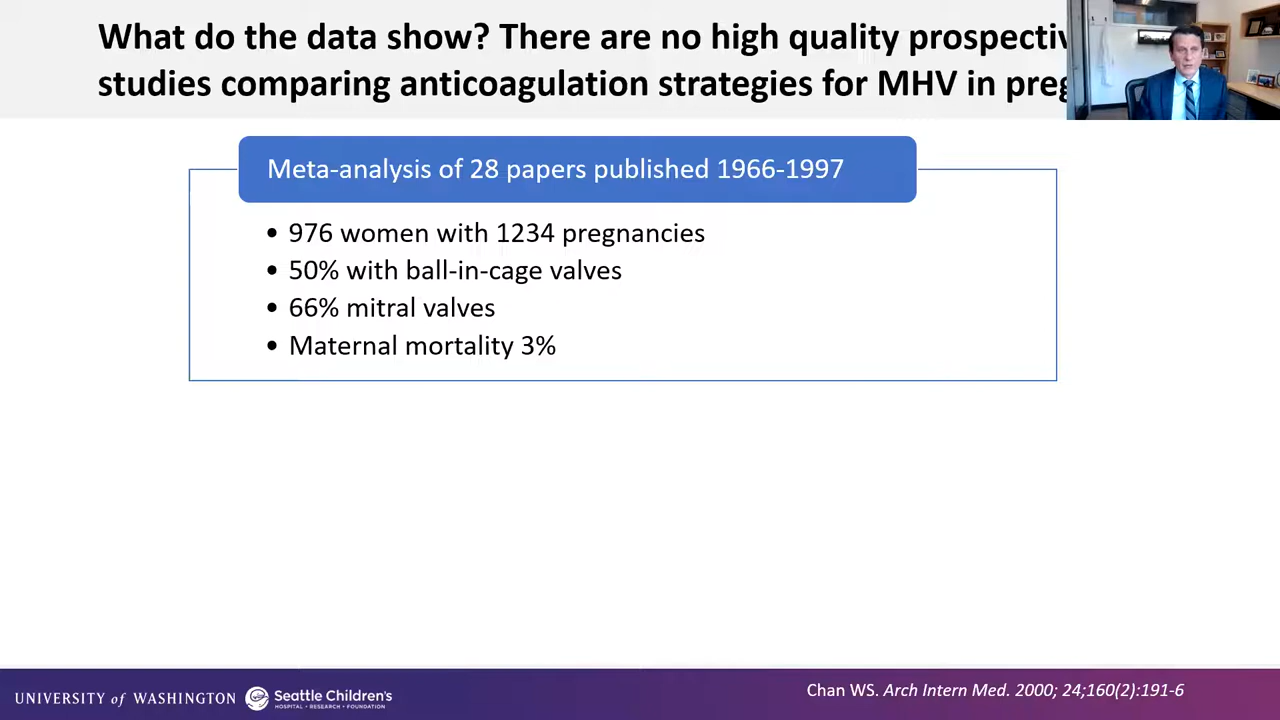 What do the data show? There are no high quality
studies comparing anticoagulation strategies for MHV in
Meta-analysis of 28 papers published 1966-1997
• 976 women with 1234 pregnancies
• 50% with ball-in-cage valves
• 66% mitral valves
• Maternal mortality 3%
UNIVERSITY of WASHINGTON
Seattle Children's
HOSPITAL • RESEARCH • FOUNDATION
Chan WS. Arch Intern Med. 2000; 24;160(2):191-6